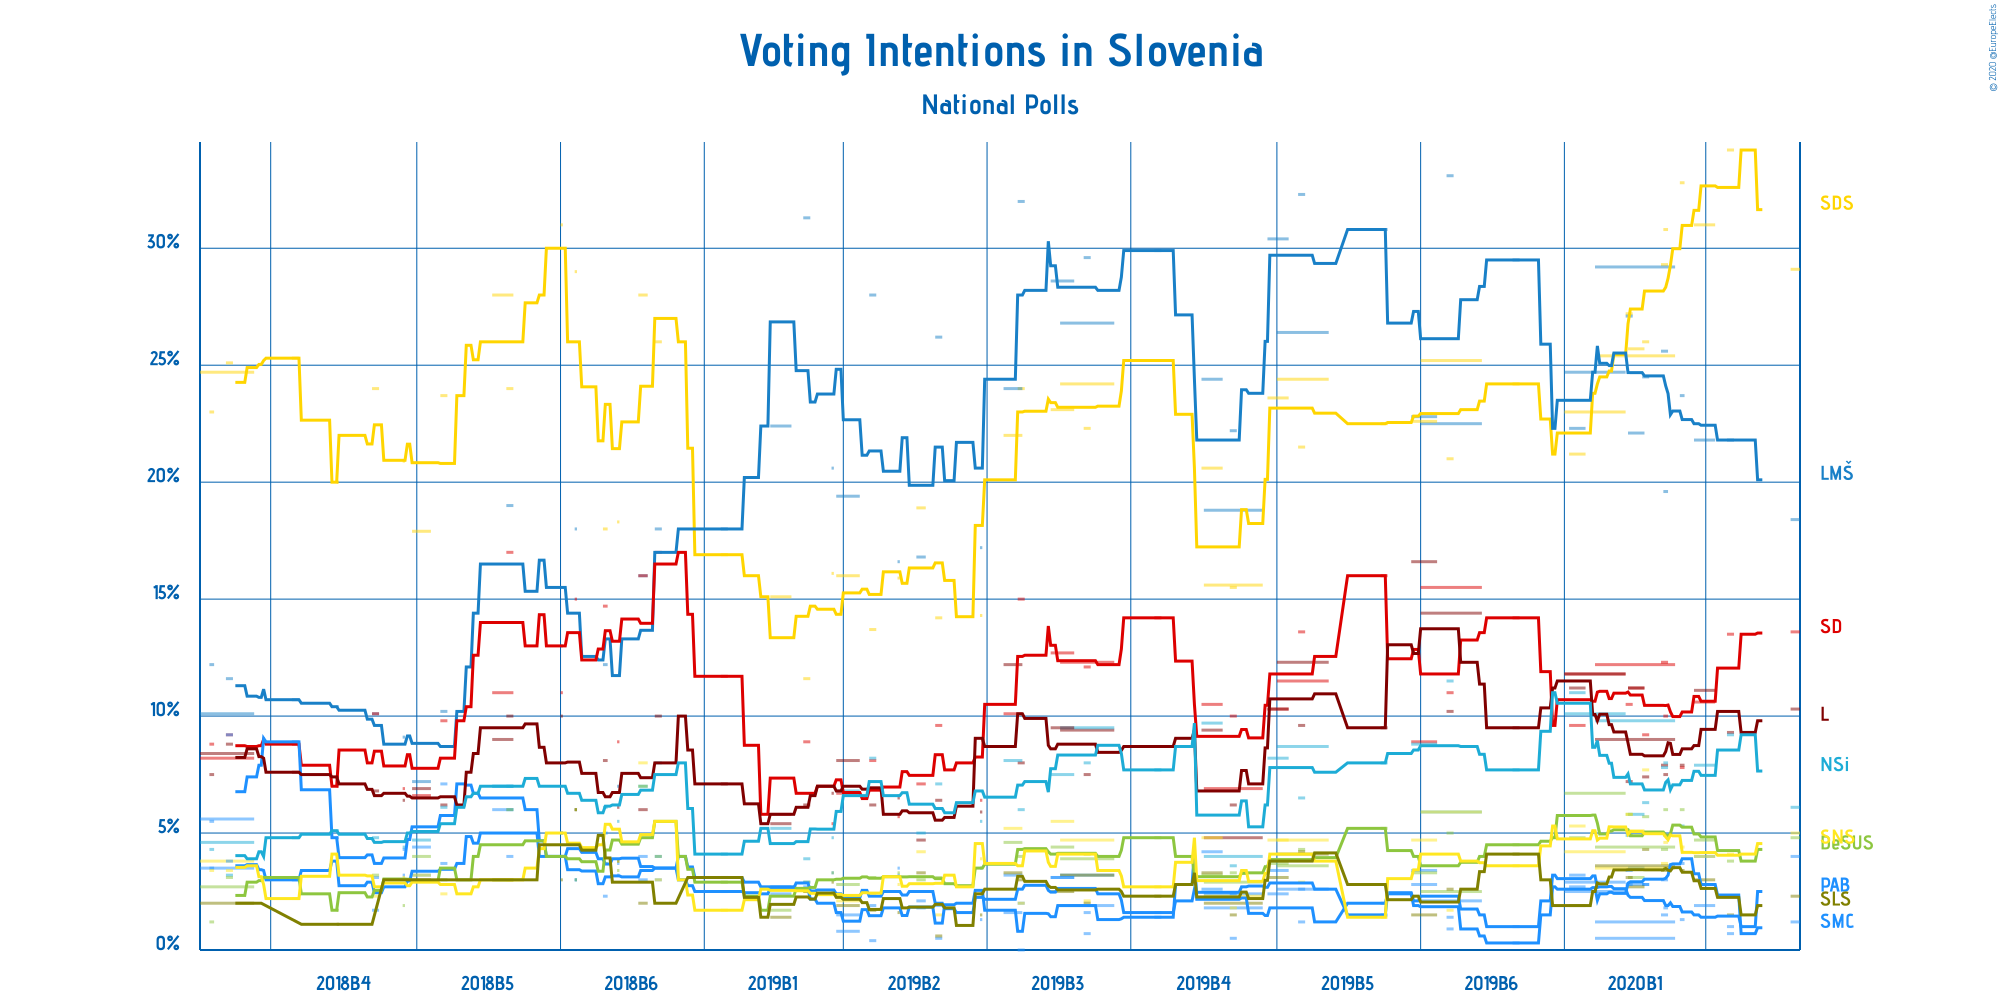 Voting Intentions in Slovenia
National Polls
© 2020 @EuropeElects
30%
25%
20%
15%
10%
5%
0%
SDS
LMŠ
SD
L
NSi
SNS
DeSUS
PAB
SLS
SMC
2018B4 2018B5 2018B6 2019B1 2019B2 2019B3 2019B4 2019B5 2019B6 2020B1